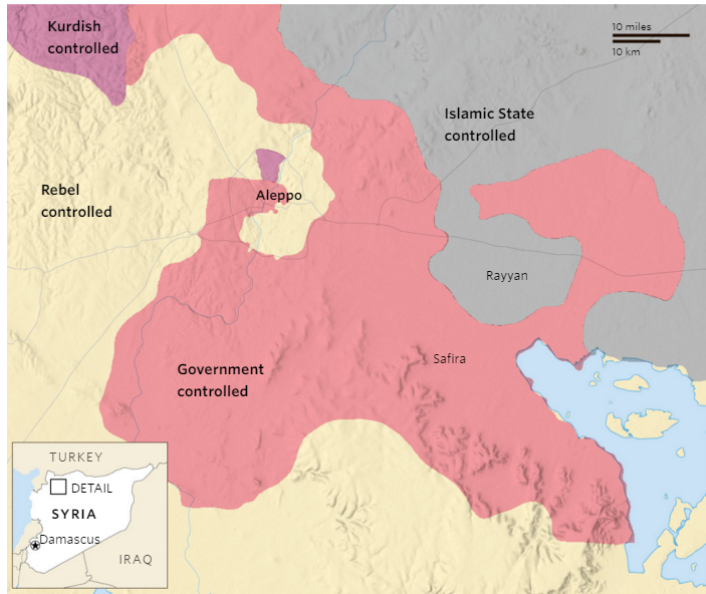 Kurdish
controlled
10 miles
10 km
Islamic State
controlled
Rebel
controlled
Aleppo
Rayyan
Safira
Government
controlled
TURKEY
DETAIL
SYRIA
Damascus
IRAQ